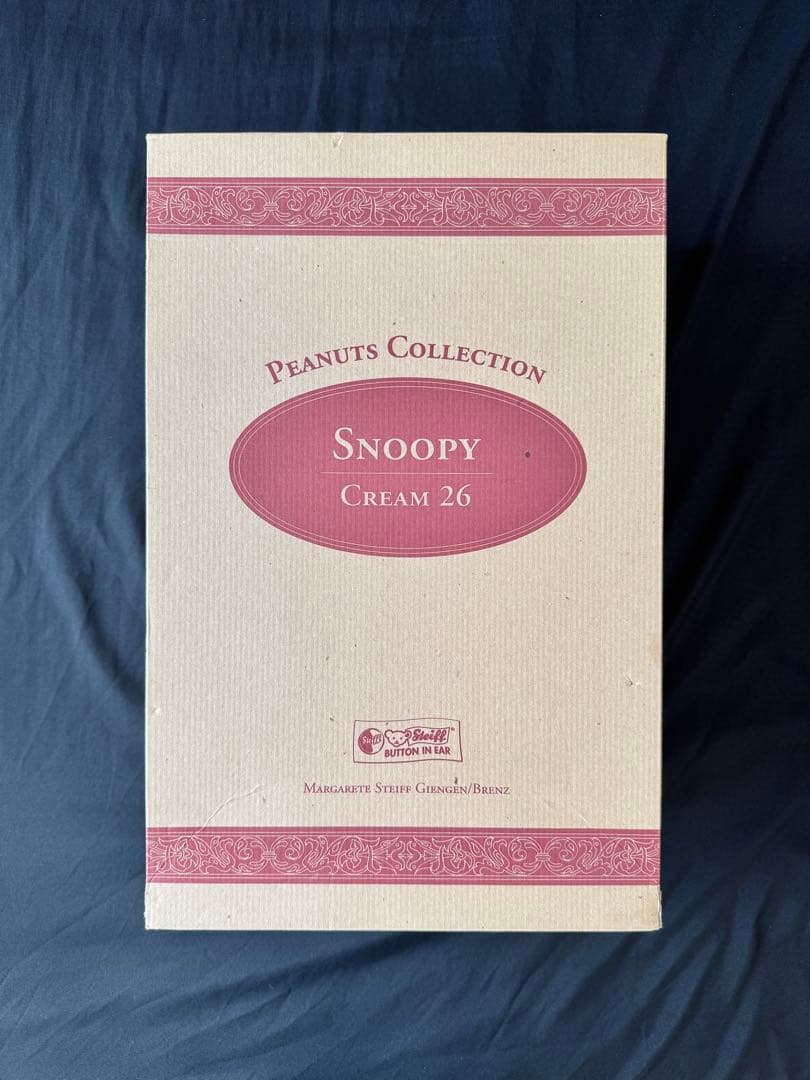 PEANUTS COLLECTION
SNOOPY
CREAM 26
Steiff Steiff
BUTTON IN EAR
MARGARETE STEIFF GIENGEN/BRENZ